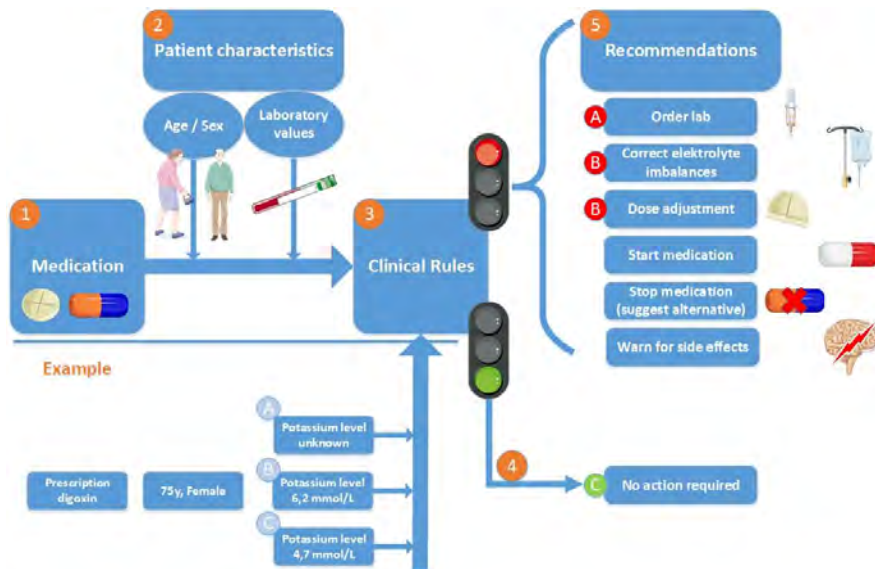 2
Patient characteristics
Age / Sex
Laboratory
values
1
Medication
3
Clinical Rules
5
Recommendations
A
Order lab
B
Correct elektrolyte
imbalances
B
Dose adjustment
Start medication
Stop medication
(suggest alternative)
Warn for side effects
Example
A
Potassium level
unknown
Prescription
digoxin
75y, Female
B
Potassium level
6,2 mmol/L
C
Potassium level
4,7 mmol/L
4
C
No action required